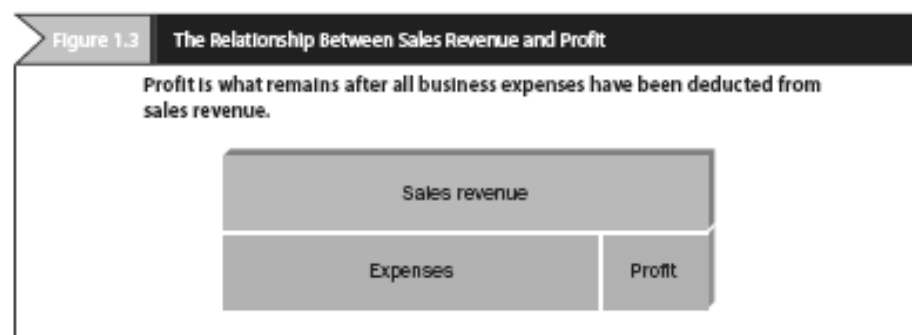 Figure 1.3
The Relationship Between Sales Revenue and Profit
Profit is what remains after all business expenses have been deducted from
sales revenue.
Sales revenue
Expenses
Profit